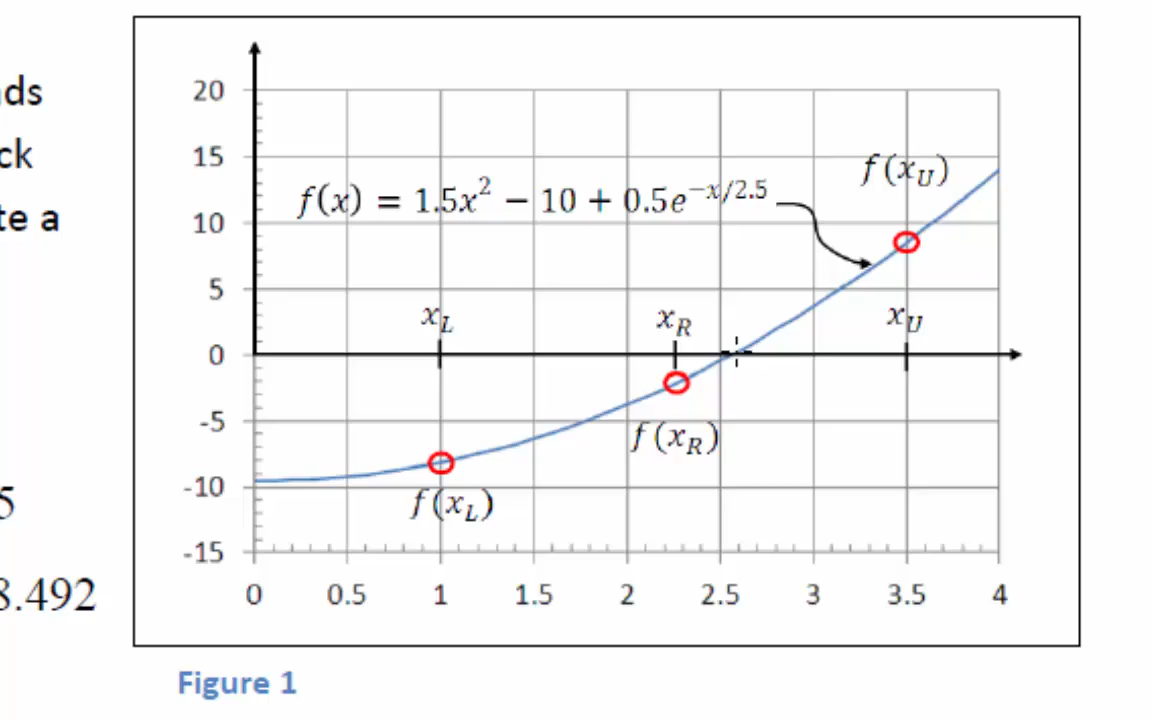 ds
ck
te a
5
8.492
20
15
10
5
0
-5
-10
-15
f(x) = 1.5x² − 10 + 0.5e^{−x/2.5}
f(x_U)
x_L
x_R
x_U
f(x_R)
f(x_L)
0 0.5 1 1.5 2 2.5 3 3.5 4
Figure 1